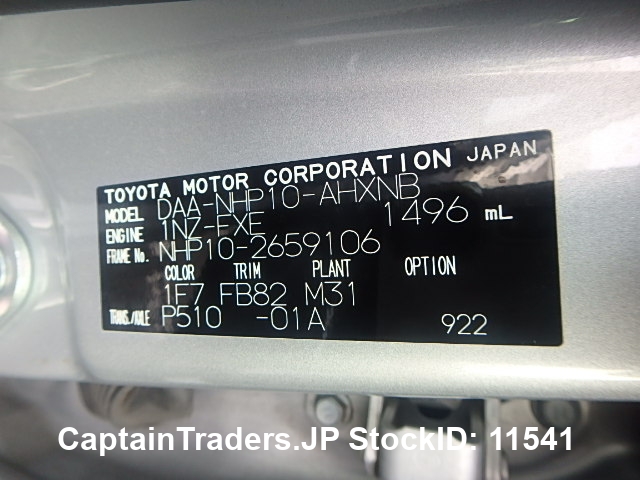 TOYOTA MOTOR CORPORATION JAPAN
MODEL DAA-NHP10-AHXNB
ENGINE 1NZ-FXE 1496 mL
FRAME No. NHP10-2659106
COLOR TRIM PLANT OPTION
1F7 FB82 M31
TRANS./AXLE P510 -01A 922
CaptainTraders.JP StockID: 11541